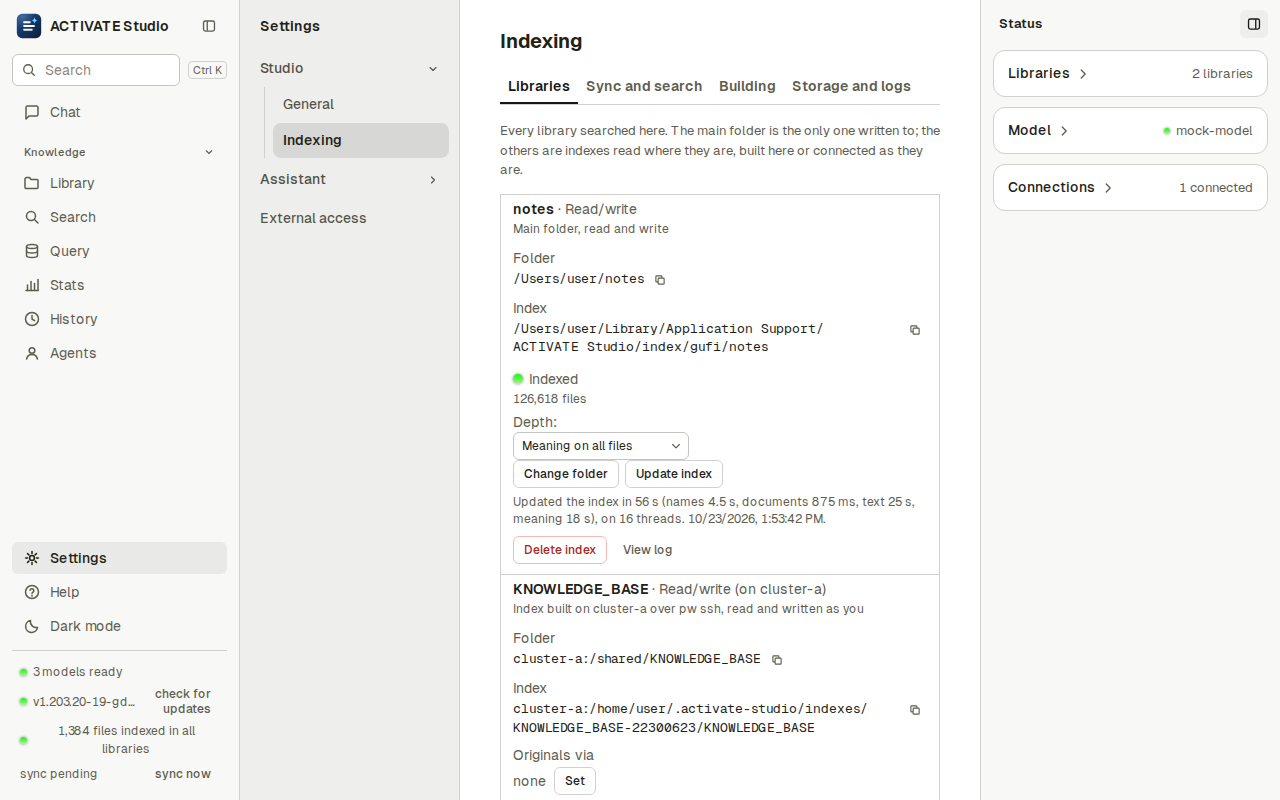 ACTIVATE Studio
Search
Ctrl K
Chat
Knowledge
Library
Search
Query
Stats
History
Agents
Settings
Help
Dark mode
3 models ready
v1.203.20-19-gd…
check for updates
1,384 files indexed in all libraries
sync pending
sync now
Settings
Studio
General
Indexing
Assistant
External access
Indexing
Libraries
Sync and search
Building
Storage and logs
Every library searched here. The main folder is the only one written to; the
others are indexes read where they are, built here or connected as they
are.
notes · Read/write
Main folder, read and write
Folder
/Users/user/notes
Index
/Users/user/Library/Application Support/
ACTIVATE Studio/index/gufi/notes
Indexed
126,618 files
Depth:
Meaning on all files
Change folder
Update index
Updated the index in 56 s (names 4.5 s, documents 875 ms, text 25 s,
meaning 18 s), on 16 threads. 10/23/2026, 1:53:42 PM.
Delete index
View log
KNOWLEDGE_BASE · Read/write (on cluster-a)
Index built on cluster-a over pw ssh, read and written as you
Folder
cluster-a:/shared/KNOWLEDGE_BASE
Index
cluster-a:/home/user/.activate-studio/indexes/
KNOWLEDGE_BASE-22300623/KNOWLEDGE_BASE
Originals via
none
Set
Status
Libraries
2 libraries
Model
mock-model
Connections
1 connected